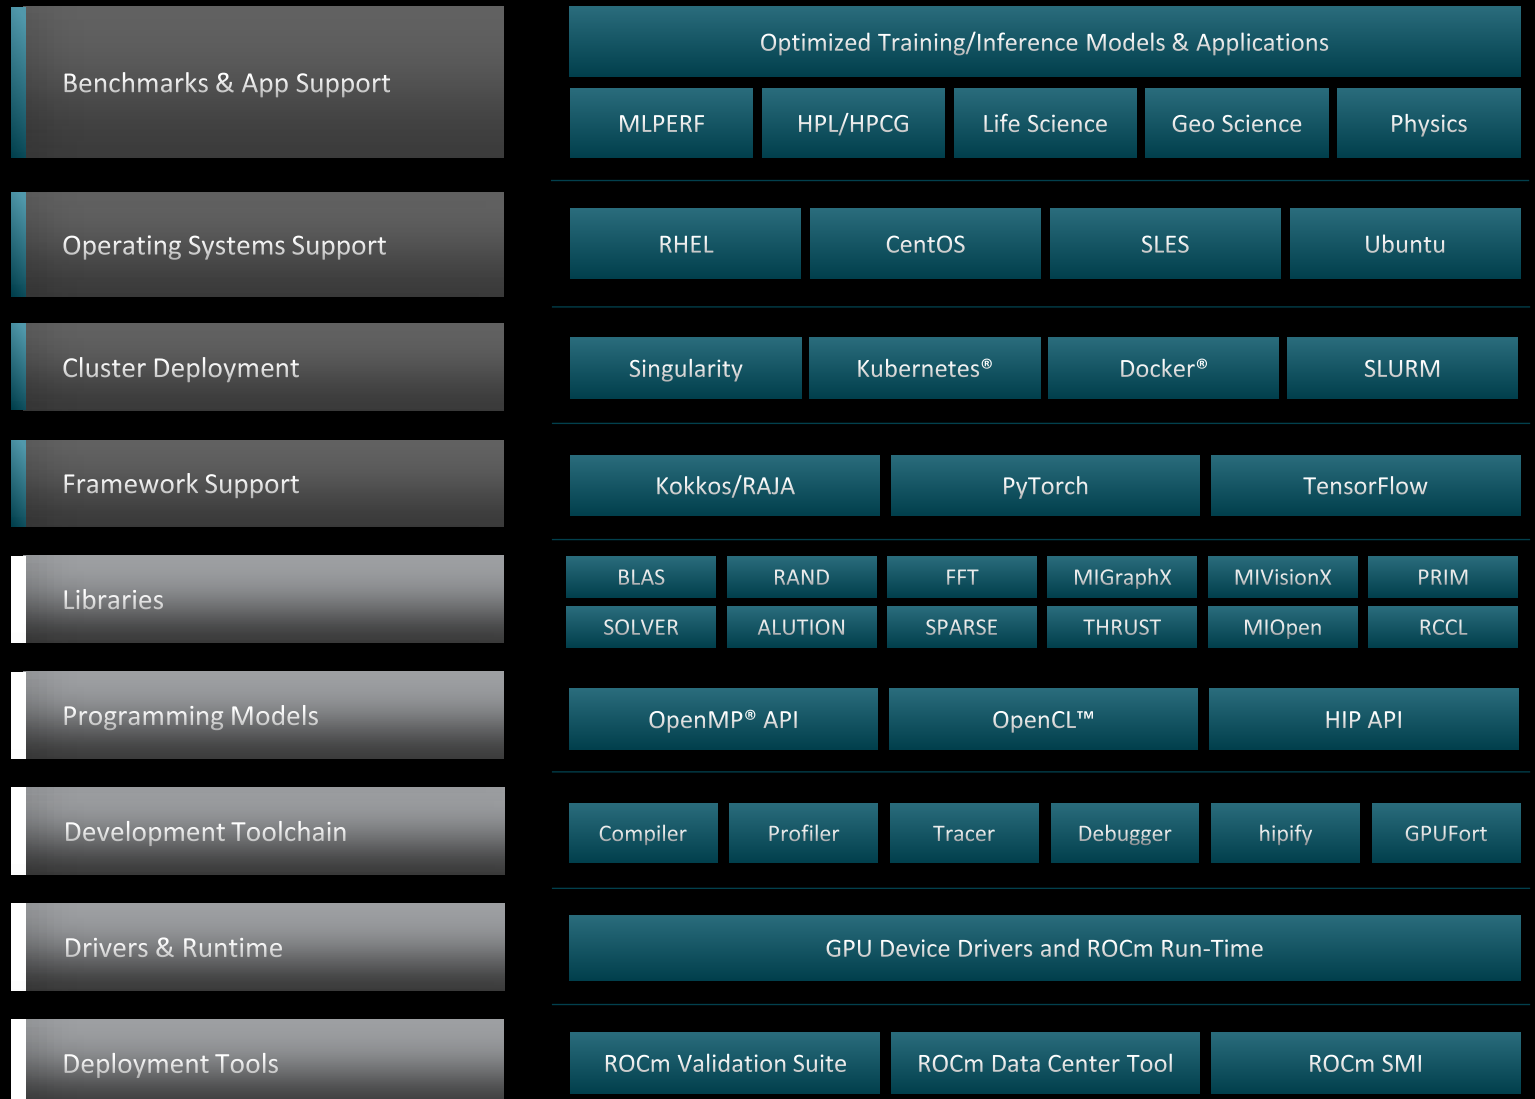 Benchmarks & App Support
Optimized Training/Inference Models & Applications
MLPERF
HPL/HPCG
Life Science
Geo Science
Physics
Operating Systems Support
RHEL
CentOS
SLES
Ubuntu
Cluster Deployment
Singularity
Kubernetes®
Docker®
SLURM
Framework Support
Kokkos/RAJA
PyTorch
TensorFlow
Libraries
BLAS
RAND
FFT
MIGraphX
MIVisionX
PRIM
SOLVER
ALUTION
SPARSE
THRUST
MIOpen
RCCL
Programming Models
OpenMP® API
OpenCL™
HIP API
Development Toolchain
Compiler
Profiler
Tracer
Debugger
hipify
GPUFort
Drivers & Runtime
GPU Device Drivers and ROCm Run-Time
Deployment Tools
ROCm Validation Suite
ROCm Data Center Tool
ROCm SMI